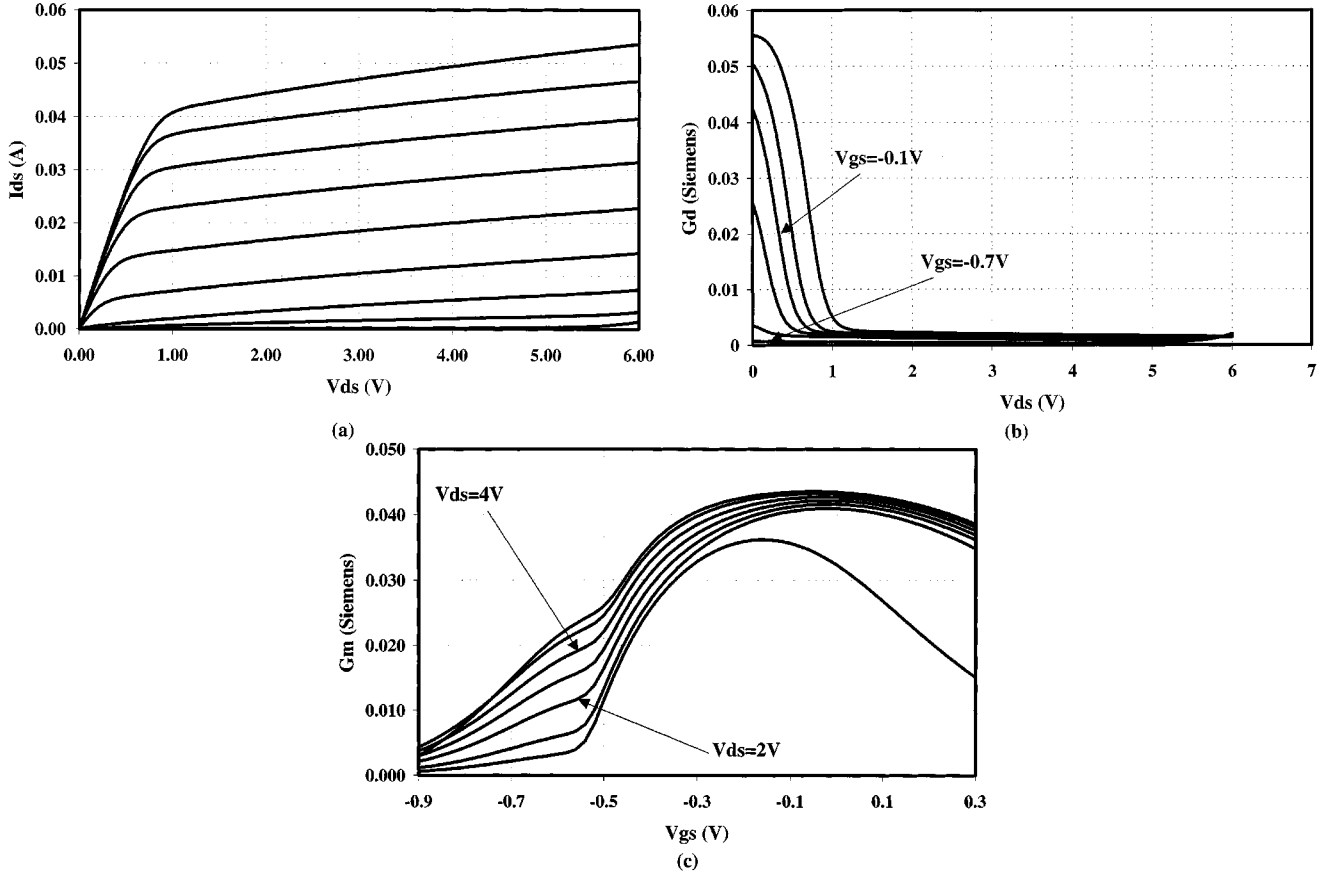 0.06
0.05
0.04
0.03
0.02
0.01
0.00
Ids (A)
0.00 1.00 2.00 3.00 4.00 5.00 6.00
Vds (V)
(a)
0.06
0.05
0.04
0.03
0.02
0.01
0
Gd (Siemens)
Vgs=-0.1V
Vgs=-0.7V
0 1 2 3 4 5 6 7
Vds (V)
(b)
0.050
0.040
0.030
0.020
0.010
0.000
Gm (Siemens)
Vds=4V
Vds=2V
-0.9 -0.7 -0.5 -0.3 -0.1 0.1 0.3
Vgs (V)
(c)